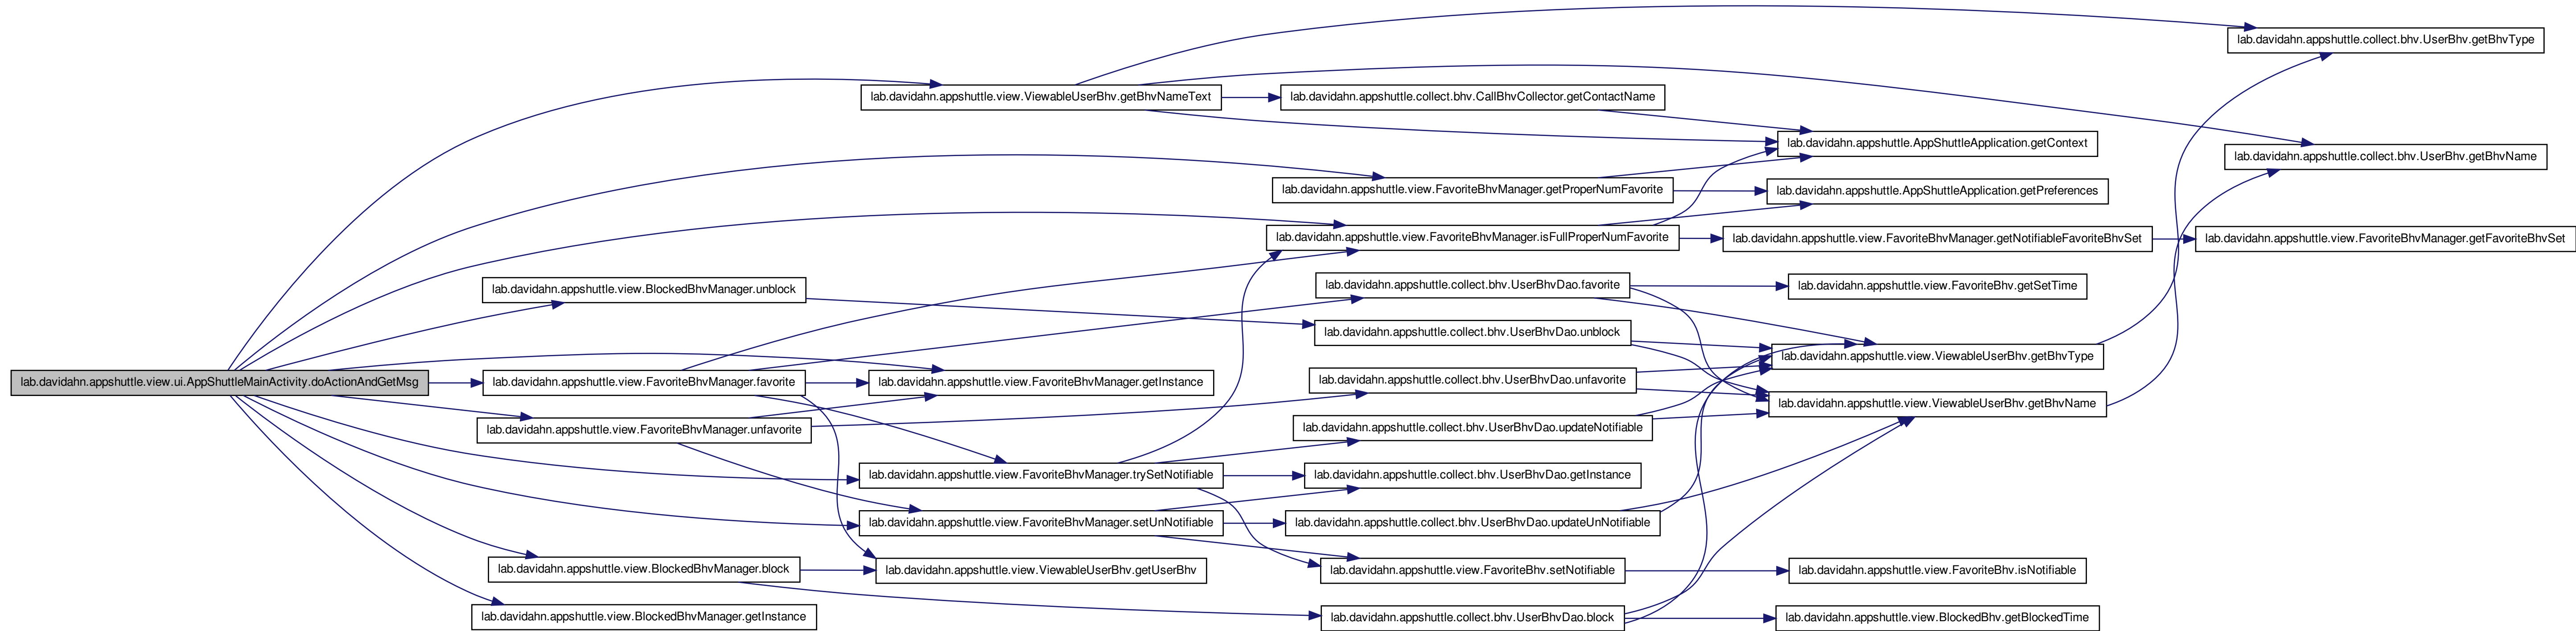 lab.davidahn.appshuttle.collect.bhv.UserBhv.getBhvType
lab.davidahn.appshuttle.view.ViewableUserBhv.getBhvNameText
lab.davidahn.appshuttle.collect.bhv.CallBhvCollector.getContactName
lab.davidahn.appshuttle.AppShuttleApplication.getContext
lab.davidahn.appshuttle.collect.bhv.UserBhv.getBhvName
lab.davidahn.appshuttle.view.FavoriteBhvManager.getProperNumFavorite
lab.davidahn.appshuttle.AppShuttleApplication.getPreferences
lab.davidahn.appshuttle.view.FavoriteBhvManager.isFullProperNumFavorite
lab.davidahn.appshuttle.view.FavoriteBhvManager.getNotifiableFavoriteBhvSet
lab.davidahn.appshuttle.view.FavoriteBhvManager.getFavoriteBhvSet
lab.davidahn.appshuttle.view.BlockedBhvManager.unblock
lab.davidahn.appshuttle.collect.bhv.UserBhvDao.favorite
lab.davidahn.appshuttle.view.FavoriteBhv.getSetTime
lab.davidahn.appshuttle.collect.bhv.UserBhvDao.unblock
lab.davidahn.appshuttle.view.ViewableUserBhv.getBhvType
lab.davidahn.appshuttle.view.ui.AppShuttleMainActivity.doActionAndGetMsg
lab.davidahn.appshuttle.view.FavoriteBhvManager.favorite
lab.davidahn.appshuttle.view.FavoriteBhvManager.getInstance
lab.davidahn.appshuttle.collect.bhv.UserBhvDao.unfavorite
lab.davidahn.appshuttle.view.ViewableUserBhv.getBhvName
lab.davidahn.appshuttle.view.FavoriteBhvManager.unfavorite
lab.davidahn.appshuttle.collect.bhv.UserBhvDao.updateNotifiable
lab.davidahn.appshuttle.view.FavoriteBhvManager.trySetNotifiable
lab.davidahn.appshuttle.collect.bhv.UserBhvDao.getInstance
lab.davidahn.appshuttle.view.FavoriteBhvManager.setUnNotifiable
lab.davidahn.appshuttle.collect.bhv.UserBhvDao.updateUnNotifiable
lab.davidahn.appshuttle.view.BlockedBhvManager.block
lab.davidahn.appshuttle.view.ViewableUserBhv.getUserBhv
lab.davidahn.appshuttle.view.FavoriteBhv.setNotifiable
lab.davidahn.appshuttle.view.FavoriteBhv.isNotifiable
lab.davidahn.appshuttle.view.BlockedBhvManager.getInstance
lab.davidahn.appshuttle.collect.bhv.UserBhvDao.block
lab.davidahn.appshuttle.view.BlockedBhv.getBlockedTime